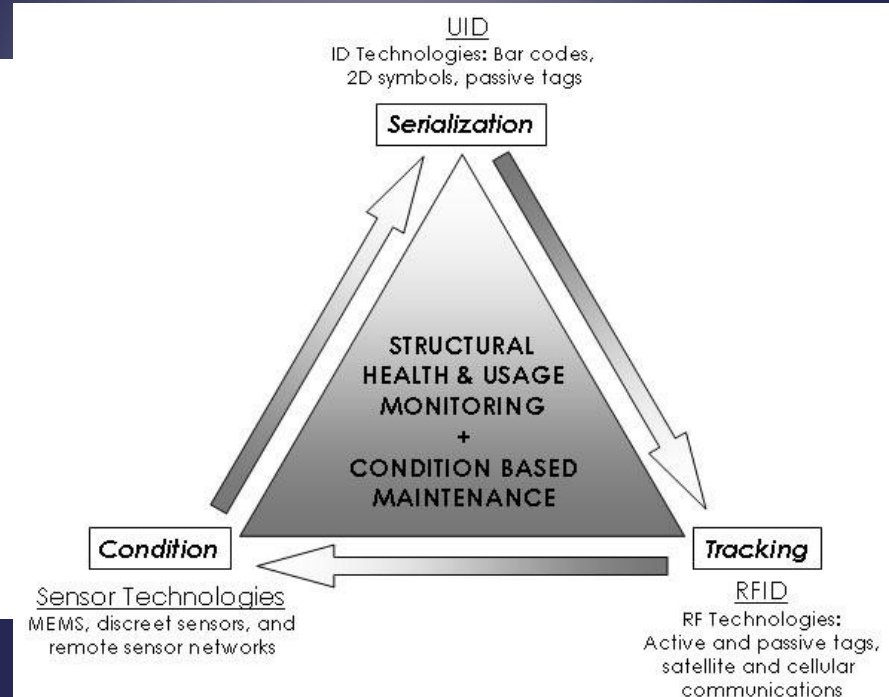 UID
ID Technologies: Bar codes,
2D symbols, passive tags
Serialization
STRUCTURAL
HEALTH & USAGE
MONITORING
+
CONDITION BASED
MAINTENANCE
Condition
Sensor Technologies
MEMS, discreet sensors, and
remote sensor networks
Tracking
RFID
RF Technologies:
Active and passive tags,
satellite and cellular
communications